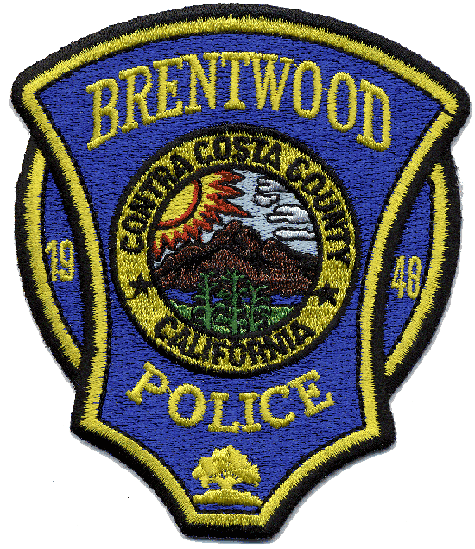 BRENTWOOD
CONTRA COSTA COUNTY
19 48
CALIFORNIA
POLICE